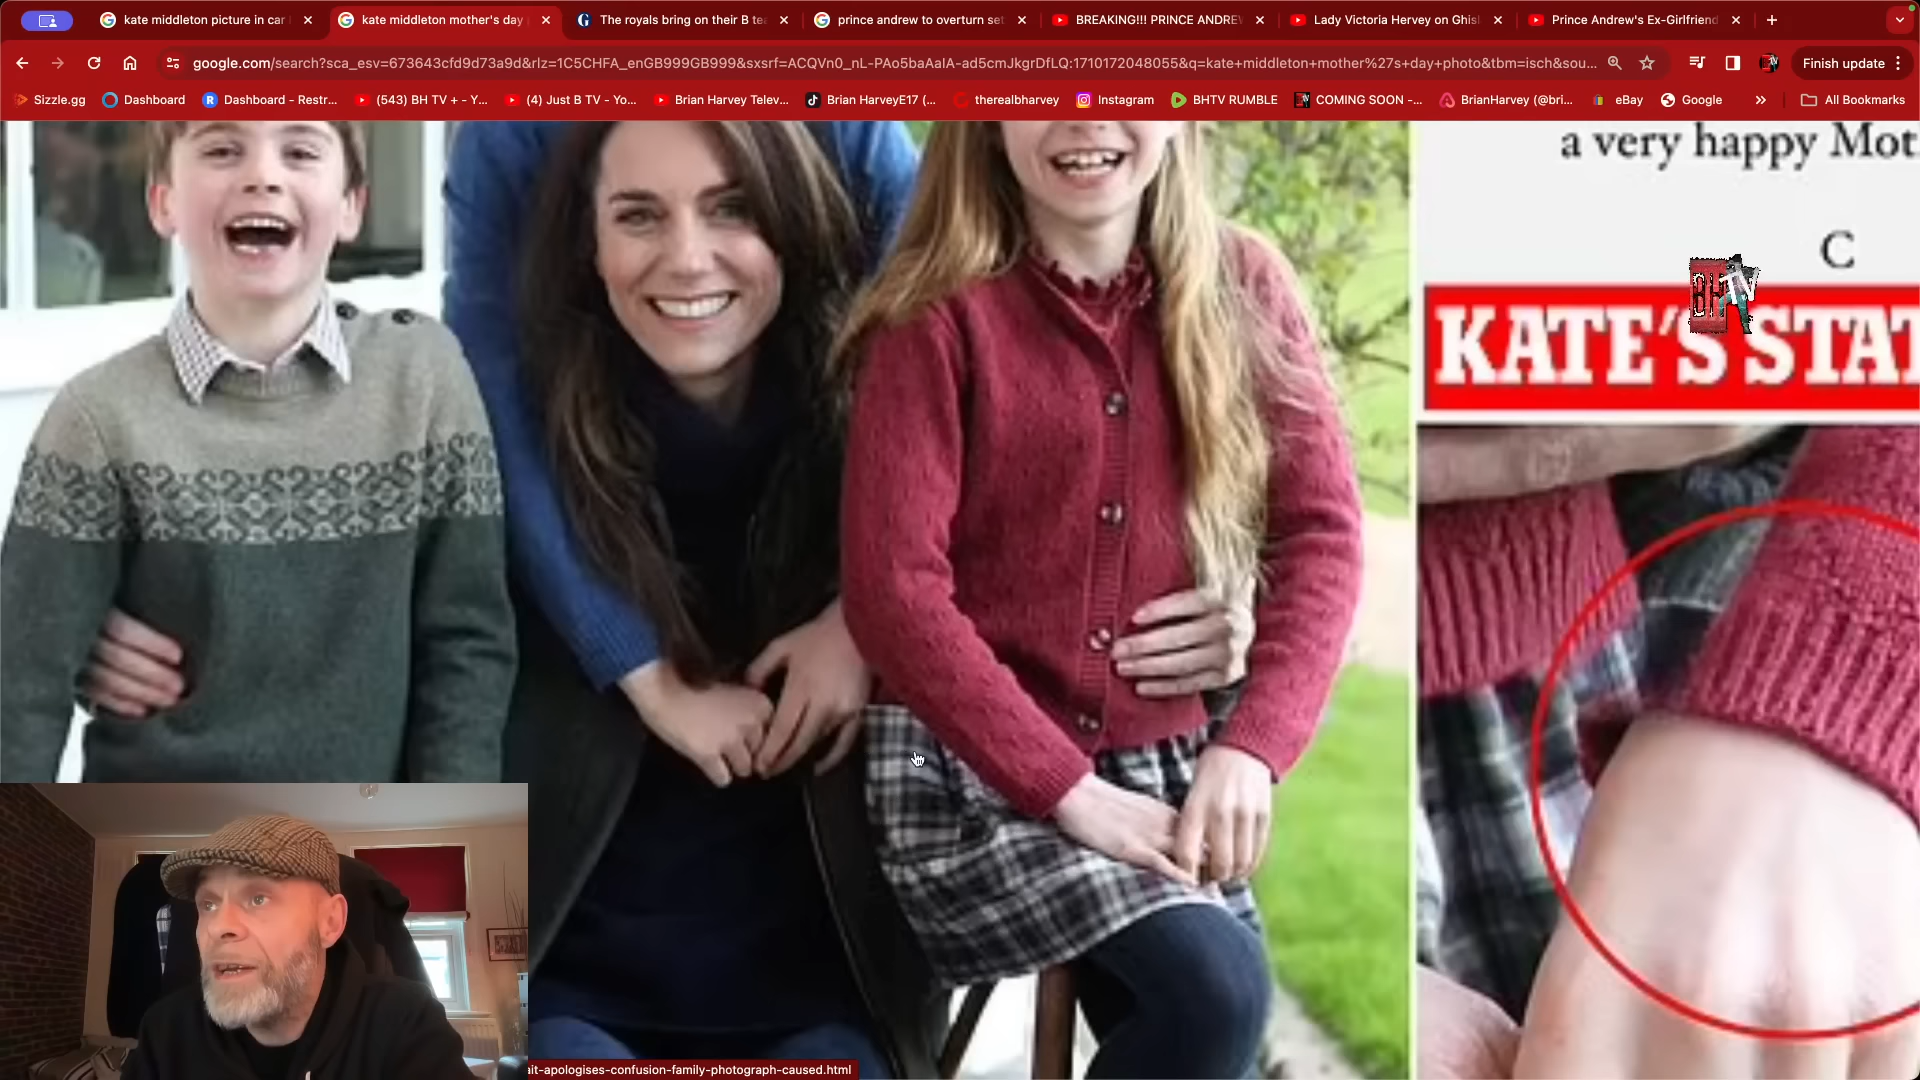 kate middleton picture in car
kate middleton mother's day
The royals bring on their B te
prince andrew to overturn set
BREAKING!!! PRINCE ANDRE
Lady Victoria Hervey on Ghisl
Prince Andrew's Ex-Girlfriend
google.com/search?sca_esv=673643cfd9d73a9d&rlz=1C5CHFA_enGB999GB999&sxsrf=ACQVn0_nL-PAo5baAaIA-ad5cmJkgrDfLQ:1710172048055&q=kate+middleton+mother%27s+day+photo&tbm=isch&sou...
Finish update
Sizzle.gg
Dashboard
Dashboard - Restr...
(543) BH TV + - Y...
(4) Just B TV - Yo...
Brian Harvey Telev...
Brian HarveyE17 (...
therealbharvey
Instagram
BHTV RUMBLE
COMING SOON -...
BrianHarvey (@bri...
eBay
Google
All Bookmarks
a very happy Mot
C
BHTV
KATE'S STA
ait-apologises-confusion-family-photograph-caused.html